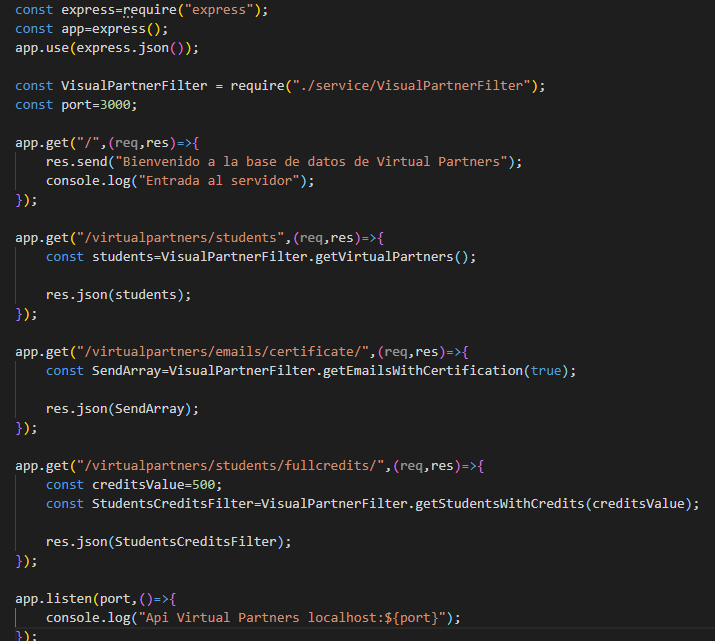 const express=require("express");
const app=express();
app.use(express.json());
const VisualPartnerFilter = require("./service/VisualPartnerFilter");
const port=3000;
app.get("/",(req,res)=>{
res.send("Bienvenido a la base de datos de Virtual Partners");
console.log("Entrada al servidor");
});
app.get("/virtualpartners/students",(req,res)=>{
const students=VisualPartnerFilter.getVirtualPartners();
res.json(students);
});
app.get("/virtualpartners/emails/certificate/",(req,res)=>{
const SendArray=VisualPartnerFilter.getEmailsWithCertification(true);
res.json(SendArray);
});
app.get("/virtualpartners/students/fullcredits/",(req,res)=>{
const creditsValue=500;
const StudentsCreditsFilter=VisualPartnerFilter.getStudentsWithCredits(creditsValue);
res.json(StudentsCreditsFilter);
});
app.listen(port,()=>{
console.log("Api Virtual Partners localhost:${port}");
});